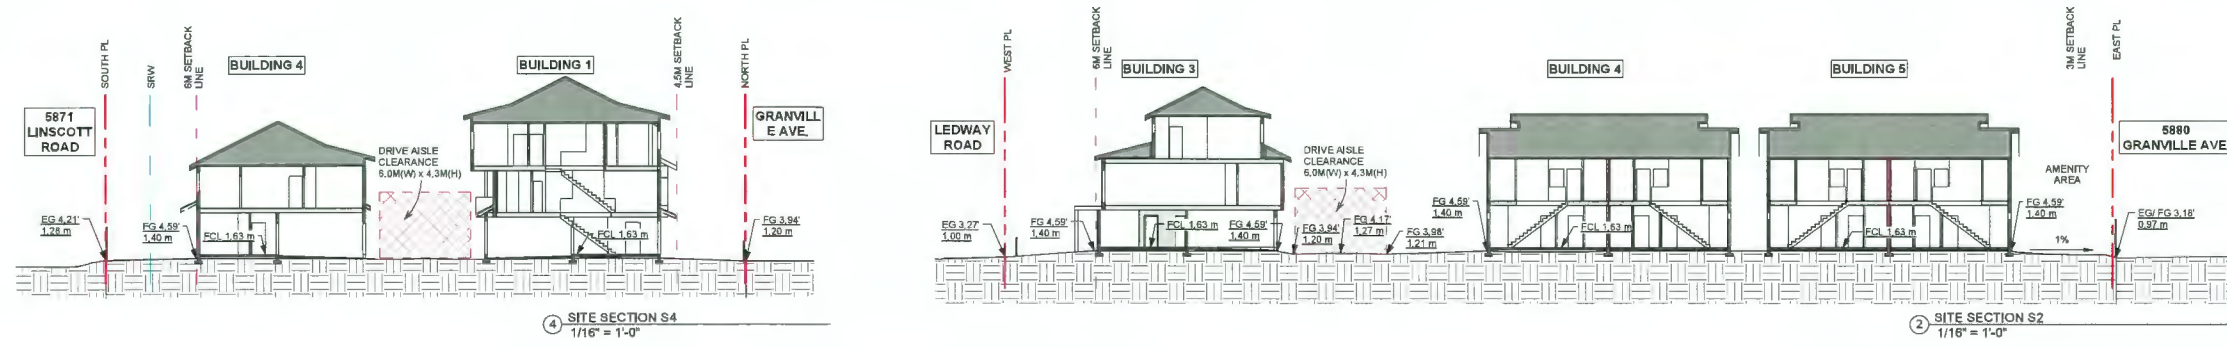 SOUTH PL
SRW
6M SETBACK
LINE
BUILDING 4
BUILDING 1
4.5M SETBACK
LINE
NORTH PL
5871
LINSCOTT
ROAD
GRANVILL
E AVE.
DRIVE AISLE
CLEARANCE
6.0M(W) x 4.3M(H)
EG 4.21'
1.28 m
FG 4.59'
1.40 m
FCL 1.63 m
FCL 1.63 m
FG 3.94'
1.20 m
4 SITE SECTION S4
1/16" = 1'-0"
WEST PL
6M SETBACK
LINE
BUILDING 3
BUILDING 4
BUILDING 5
3M SETBACK
LINE
EAST PL
LEDWAY
ROAD
5880
GRANVILLE AVE
DRIVE AISLE
CLEARANCE
6.0M(W) x 4.3M(H)
AMENITY
AREA
EG 3.27'
1.00 m
FG 4.59'
1.40 m
FCL 1.63 m
FG 4.59'
1.40 m
FG 3.94'
1.20 m
FG 4.17'
1.27 m
FG 3.98'
1.21 m
FG 4.59'
1.40 m
FCL 1.63 m
FCL 1.63 m
FG 4.59'
1.40 m
1%
EG/ FG 3.18'
0.97 m
2 SITE SECTION S2
1/16" = 1'-0"